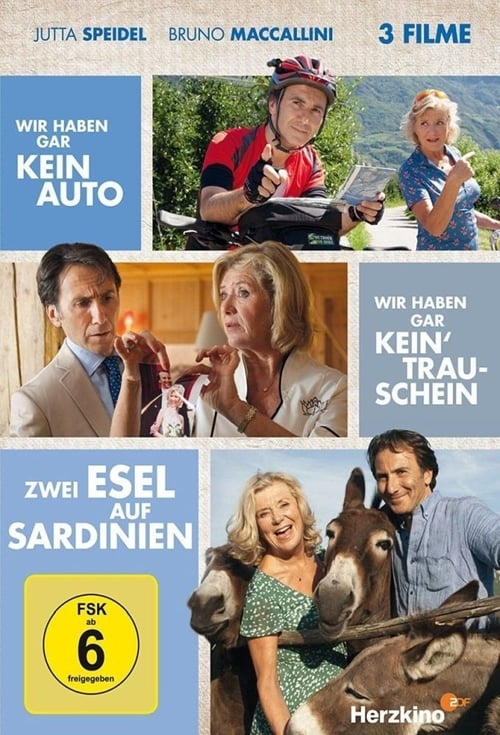 JUTTA SPEIDEL BRUNO MACCALLINI 3 FILME
WIR HABEN
GAR
KEIN
AUTO
WIR HABEN
GAR
KEIN'
TRAU-
SCHEIN
ZWEI ESEL
AUF
SARDINIEN
FSK
ab
6
freigegeben
Herzkino
ZDF